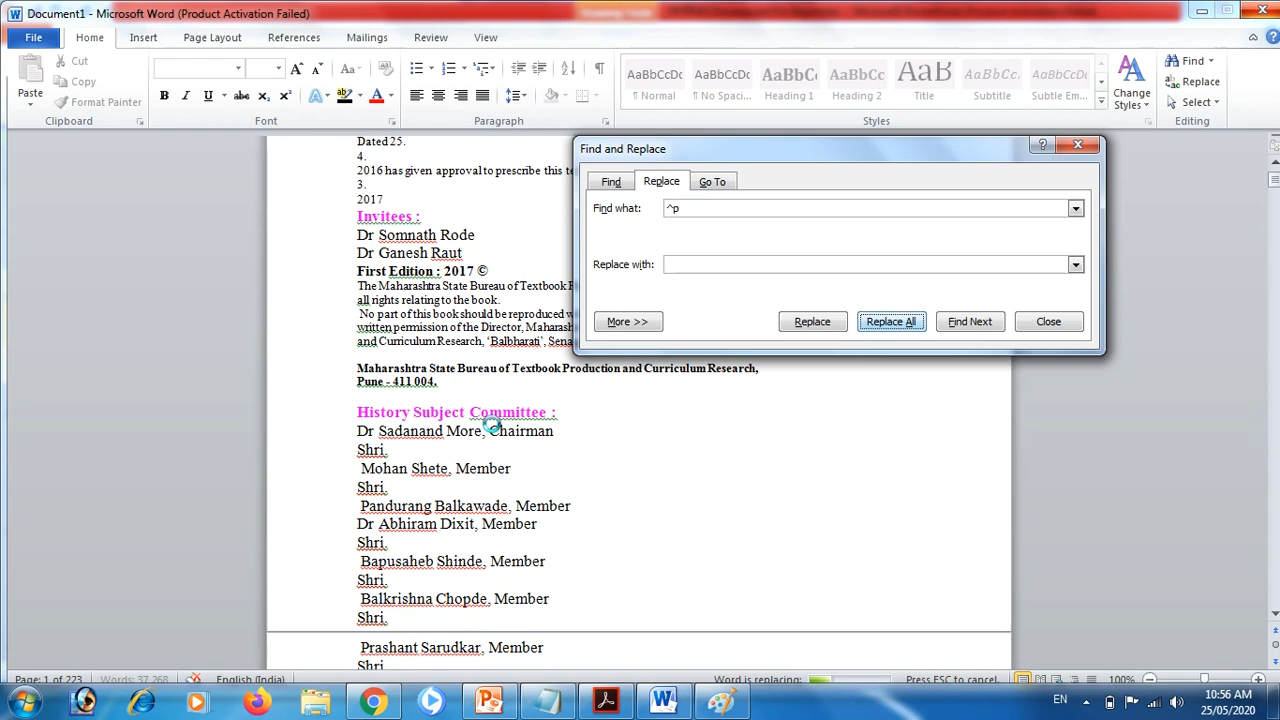 Document1 - Microsoft Word (Product Activation Failed)
File Home Insert Page Layout References Mailings Review View
Paste
Cut
Copy
Format Painter
Clipboard
B I U abc X₂ X² A ab A
Aa
Font
Paragraph
AaBbCcDc AaBbCcDc AaBbC AaBbCc AaB AaBbCcI AaBbCcDc
¶ Normal ¶ No Spaci... Heading 1 Heading 2 Title Subtitle Subtle Em...
Styles
Change
Styles
Find
Replace
Select
Editing
Dated 25.
4.
2016 has given approval to prescribe this te
3.
2017
Invitees :
Dr Somnath Rode
Dr Ganesh Raut
First Edition : 2017 ©
The Maharashtra State Bureau of Textbook P
all rights relating to the book.
No part of this book should be reproduced w
written permission of the Director, Maharash
and Curriculum Research, ‘Balbharati’, Sena
Maharashtra State Bureau of Textbook Production and Curriculum Research,
Pune - 411 004.
History Subject Committee :
Dr Sadanand More, Chairman
Shri.
Mohan Shete, Member
Shri.
Pandurang Balkawade, Member
Dr Abhiram Dixit, Member
Shri.
Bapusaheb Shinde, Member
Shri.
Balkrishna Chopde, Member
Shri.
Prashant Sarudkar, Member
Shri.
Find and Replace
Find Replace Go To
Find what: ^p
Replace with:
More >> Replace Replace All Find Next Close
Page: 1 of 223 Words: 37,268 English (India) Word is replacing: Press ESC to cancel. 100%
EN
10:56 AM
25/05/2020